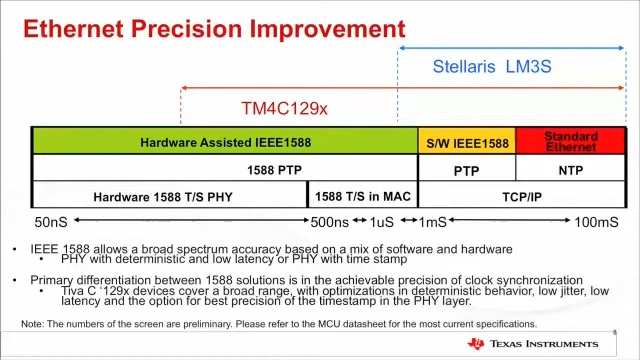 Ethernet Precision Improvement
Stellaris LM3S
TM4C129x
Hardware Assisted IEEE1588
S/W IEEE1588
Standard
Ethernet
1588 PTP
PTP
NTP
Hardware 1588 T/S PHY
1588 T/S in MAC
TCP/IP
50nS
500ns
1uS
1mS
100mS
• IEEE 1588 allows a broad spectrum accuracy based on a mix of software and hardware
• PHY with deterministic and low latency or PHY with time stamp
• Primary differentiation between 1588 solutions is in the achievable precision of clock synchronization
• Tiva C '129x devices cover a broad range, with optimizations in deterministic behavior, low jitter, low
latency and the option for best precision of the timestamp in the PHY layer.
Note: The numbers of the screen are preliminary. Please refer to the MCU datasheet for the most current specifications.
8
TEXAS INSTRUMENTS